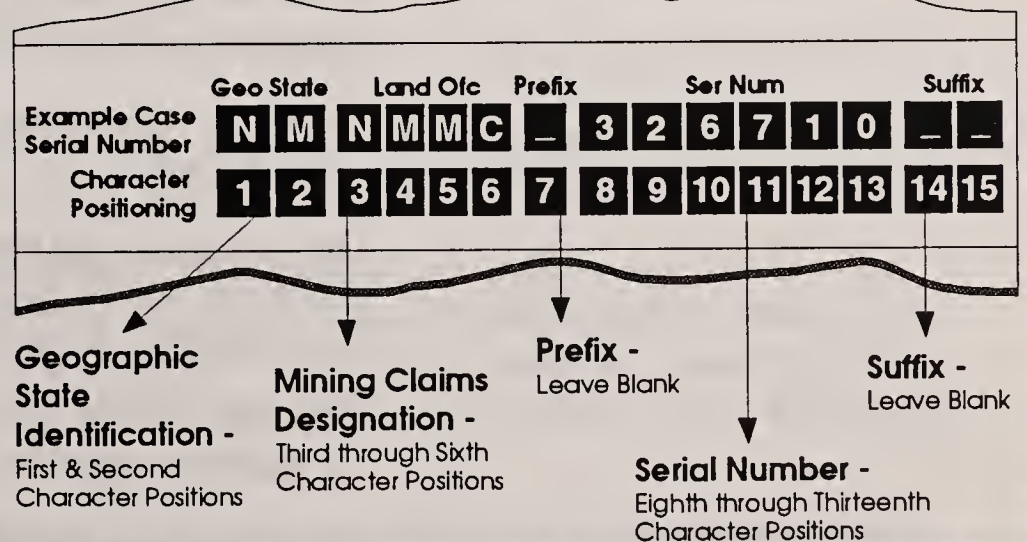 Geo State Land Ofc Prefix Ser Num Suffix
Example Case Serial Number N M N M M C _ 3 2 6 7 1 0 _ _
Character Positioning 1 2 3 4 5 6 7 8 9 10 11 12 13 14 15
Geographic
State
Identification -
First & Second
Character Positions
Mining Claims
Designation -
Third through Sixth
Character Positions
Prefix -
Leave Blank
Serial Number -
Eighth through Thirteenth
Character Positions
Suffix -
Leave Blank